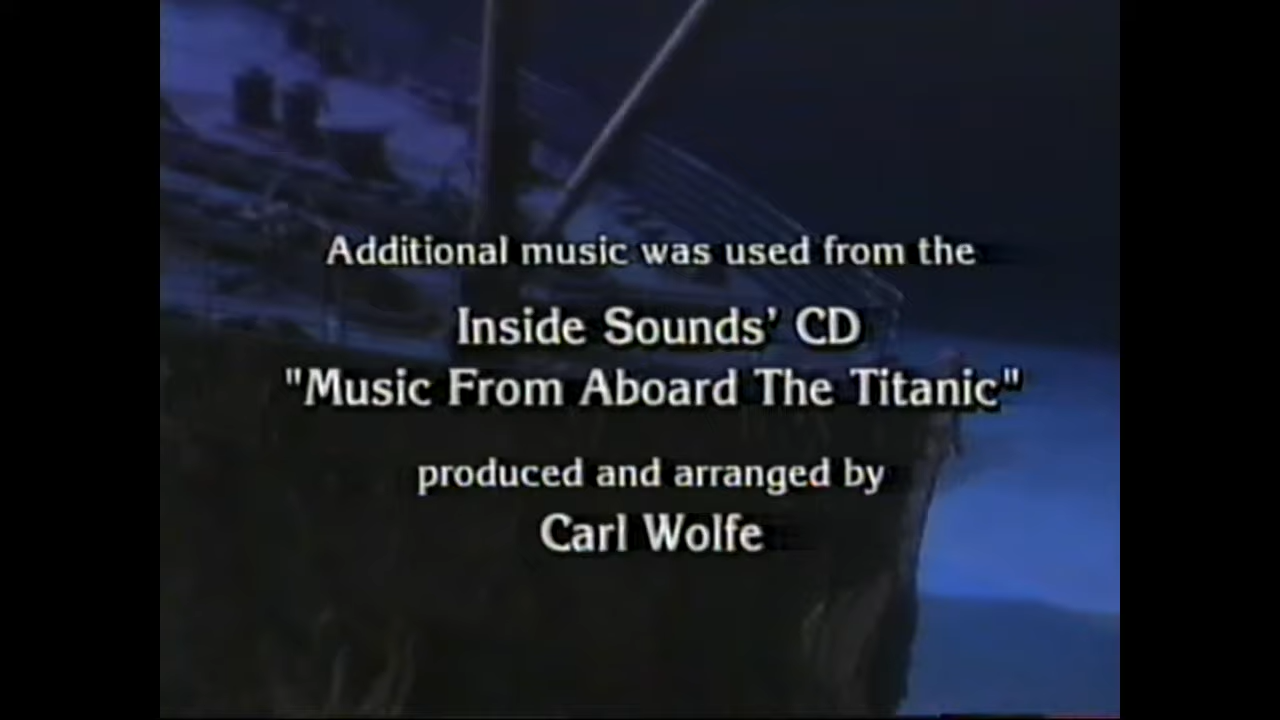 Additional music was used from the
Inside Sounds’ CD
"Music From Aboard The Titanic"
produced and arranged by
Carl Wolfe